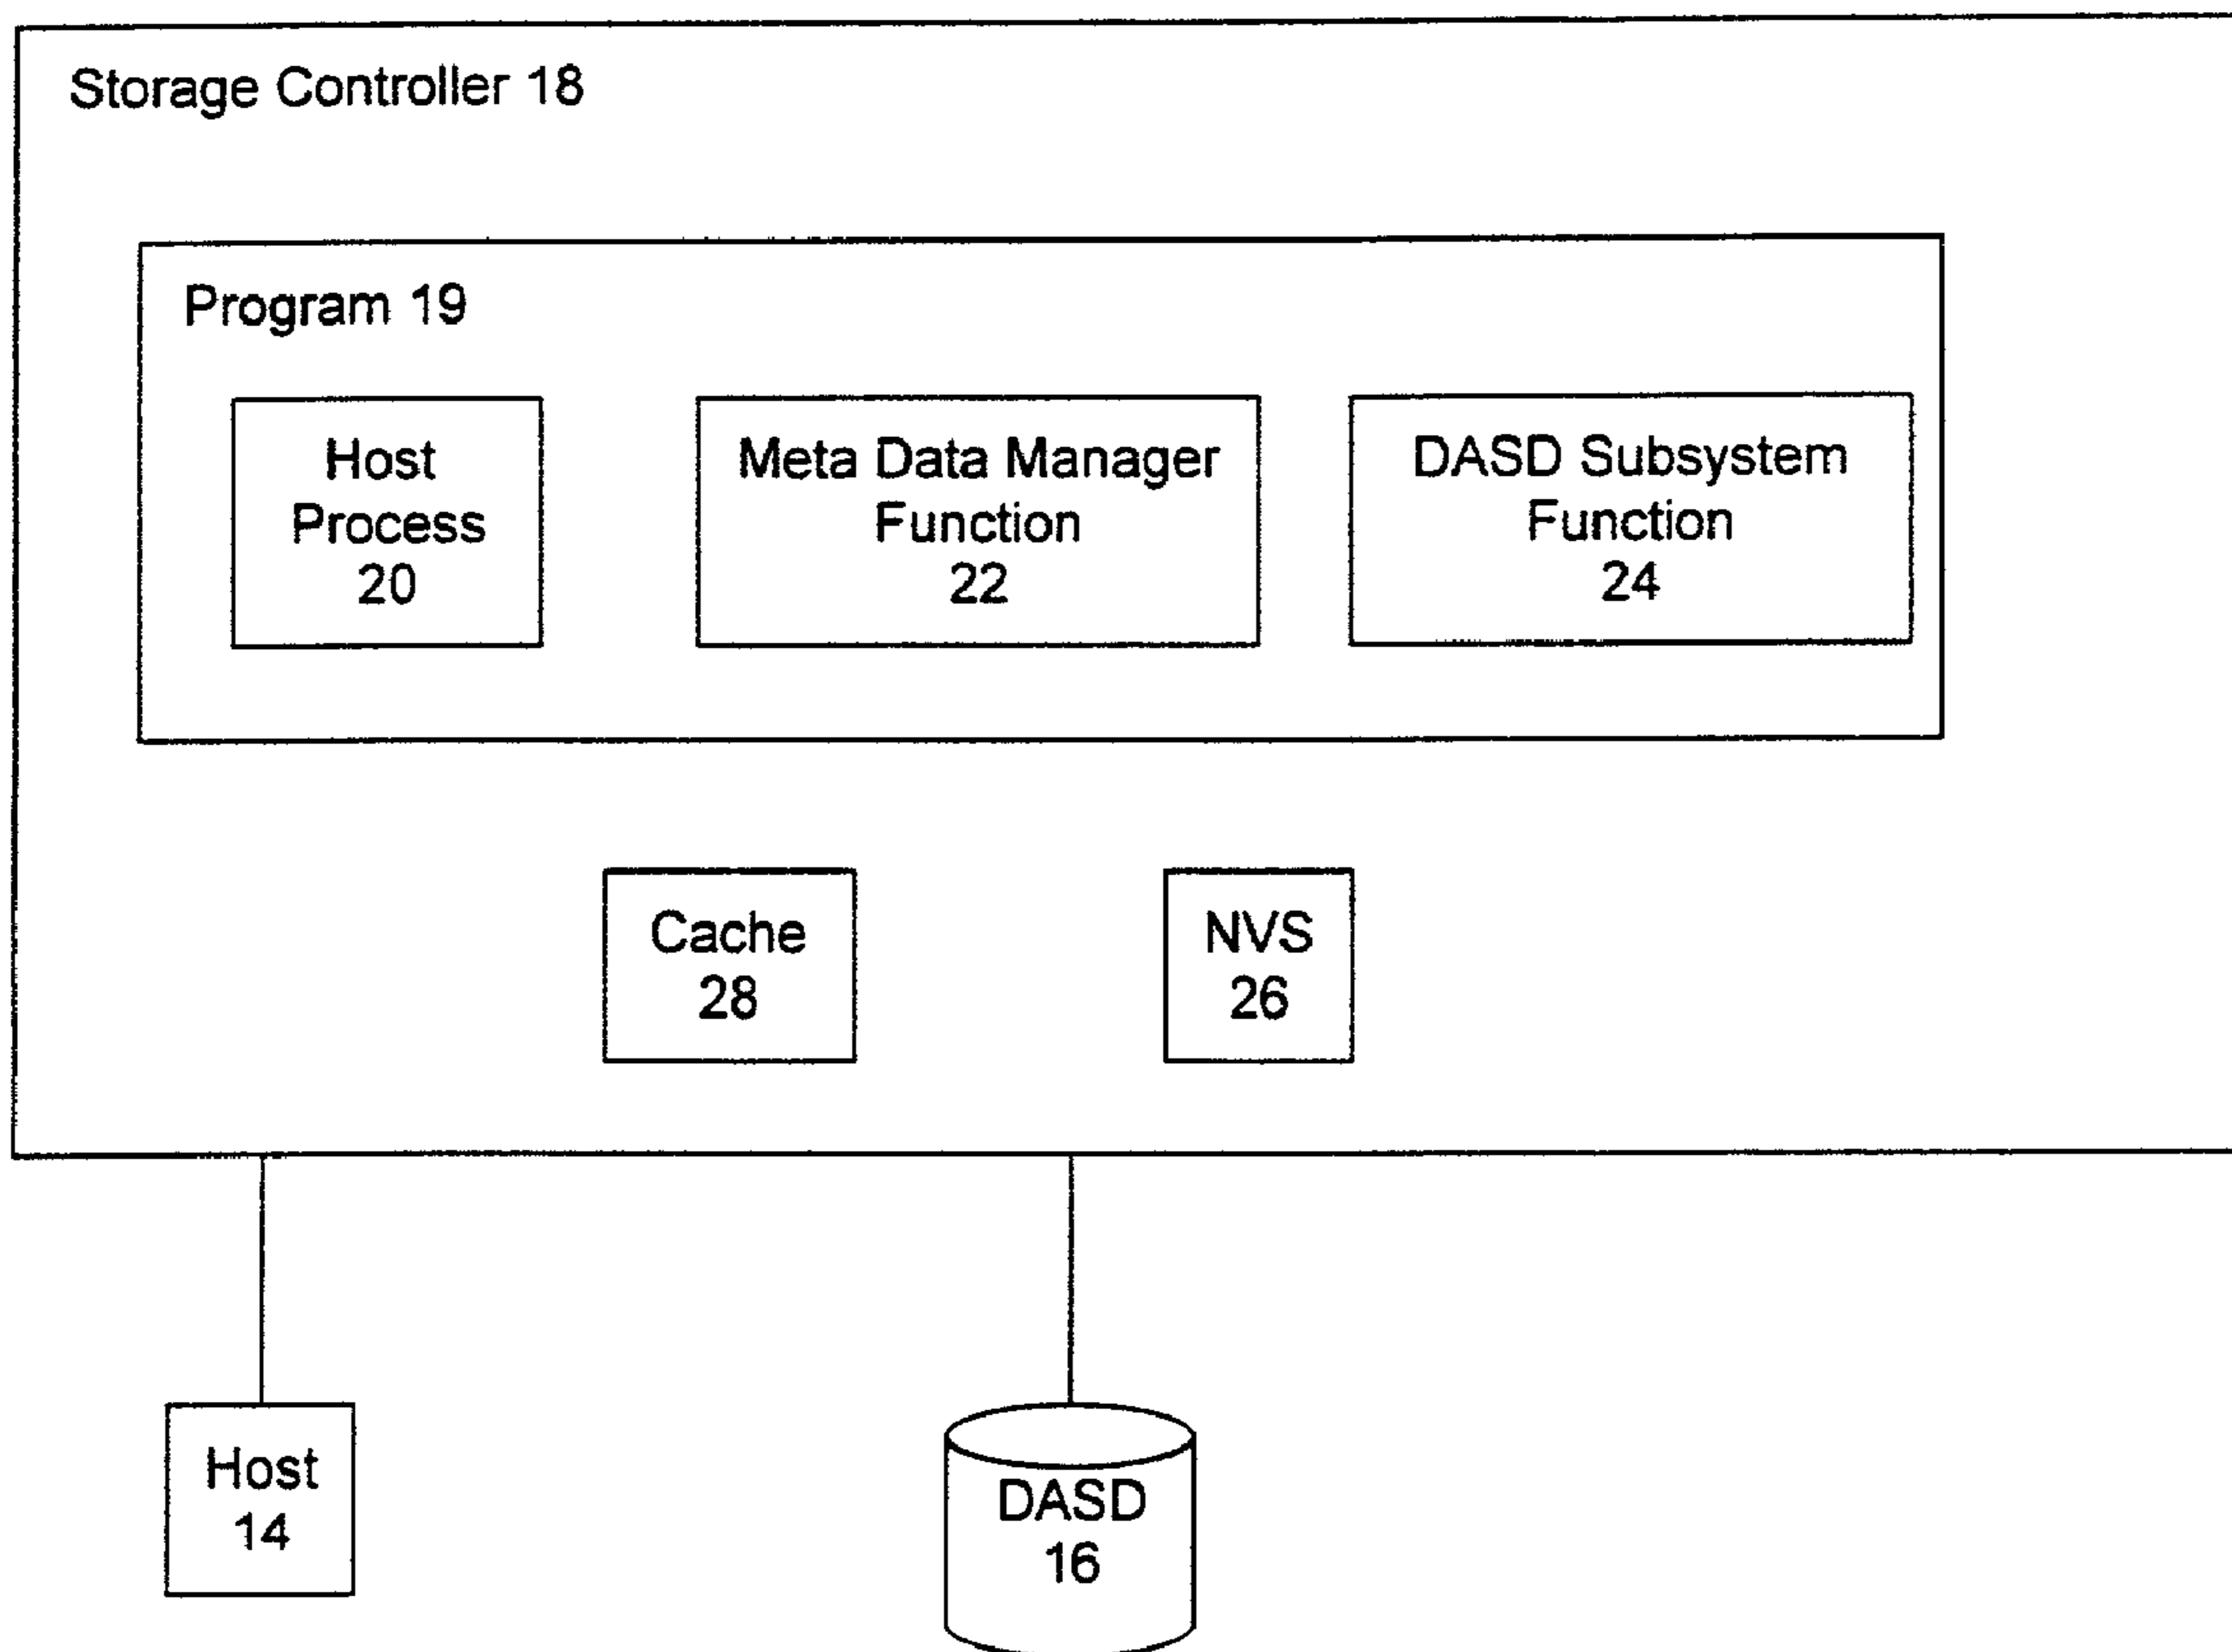 Storage Controller 18
Program 19
Host
Process
20
Meta Data Manager
Function
22
DASD Subsystem
Function
24
Cache
28
NVS
26
Host
14
DASD
16